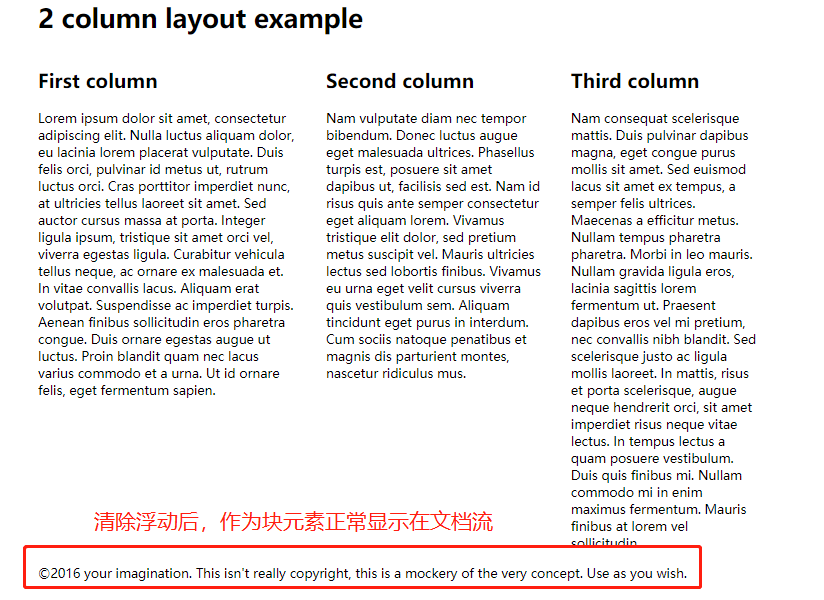 2 column layout example
First column
Lorem ipsum dolor sit amet, consectetur
adipiscing elit. Nulla luctus aliquam dolor,
eu lacinia lorem placerat vulputate. Duis
felis orci, pulvinar id metus ut, rutrum
luctus orci. Cras porttitor imperdiet nunc,
at ultricies tellus laoreet sit amet. Sed
auctor cursus massa at porta. Integer
ligula ipsum, tristique sit amet orci vel,
viverra egestas ligula. Curabitur vehicula
tellus neque, ac ornare ex malesuada et.
In vitae convallis lacus. Aliquam erat
volutpat. Suspendisse ac imperdiet turpis.
Aenean finibus sollicitudin eros pharetra
congue. Duis ornare egestas augue ut
luctus. Proin blandit quam nec lacus
varius commodo et a urna. Ut id ornare
felis, eget fermentum sapien.
Second column
Nam vulputate diam nec tempor
bibendum. Donec luctus augue
eget malesuada ultrices. Phasellus
turpis est, posuere sit amet
dapibus ut, facilisis sed est. Nam id
risus quis ante semper consectetur
eget aliquam lorem. Vivamus
tristique elit dolor, sed pretium
metus suscipit vel. Mauris ultricies
lectus sed lobortis finibus. Vivamus
eu urna eget velit cursus viverra
quis vestibulum sem. Aliquam
tincidunt eget purus in interdum.
Cum sociis natoque penatibus et
magnis dis parturient montes,
nascetur ridiculus mus.
Third column
Nam consequat scelerisque
mattis. Duis pulvinar dapibus
magna, eget congue purus
mollis sit amet. Sed euismod
lacus sit amet ex tempus, a
semper felis ultrices.
Maecenas a efficitur metus.
Nullam tempus pharetra
pharetra. Morbi in leo mauris.
Nullam gravida ligula eros,
lacinia sagittis lorem
fermentum ut. Praesent
dapibus eros vel mi pretium,
nec convallis nibh blandit. Sed
scelerisque justo ac ligula
mollis laoreet. In mattis, risus
et porta scelerisque, augue
neque hendrerit orci, sit amet
imperdiet risus neque vitae
lectus. In tempus lectus a
quam posuere vestibulum.
Duis quis finibus mi. Nullam
commodo mi in enim
maximus fermentum. Mauris
finibus at lorem vel
sollicitudin.
清除浮动后，作为块元素正常显示在文档流
©2016 your imagination. This isn't really copyright, this is a mockery of the very concept. Use as you wish.